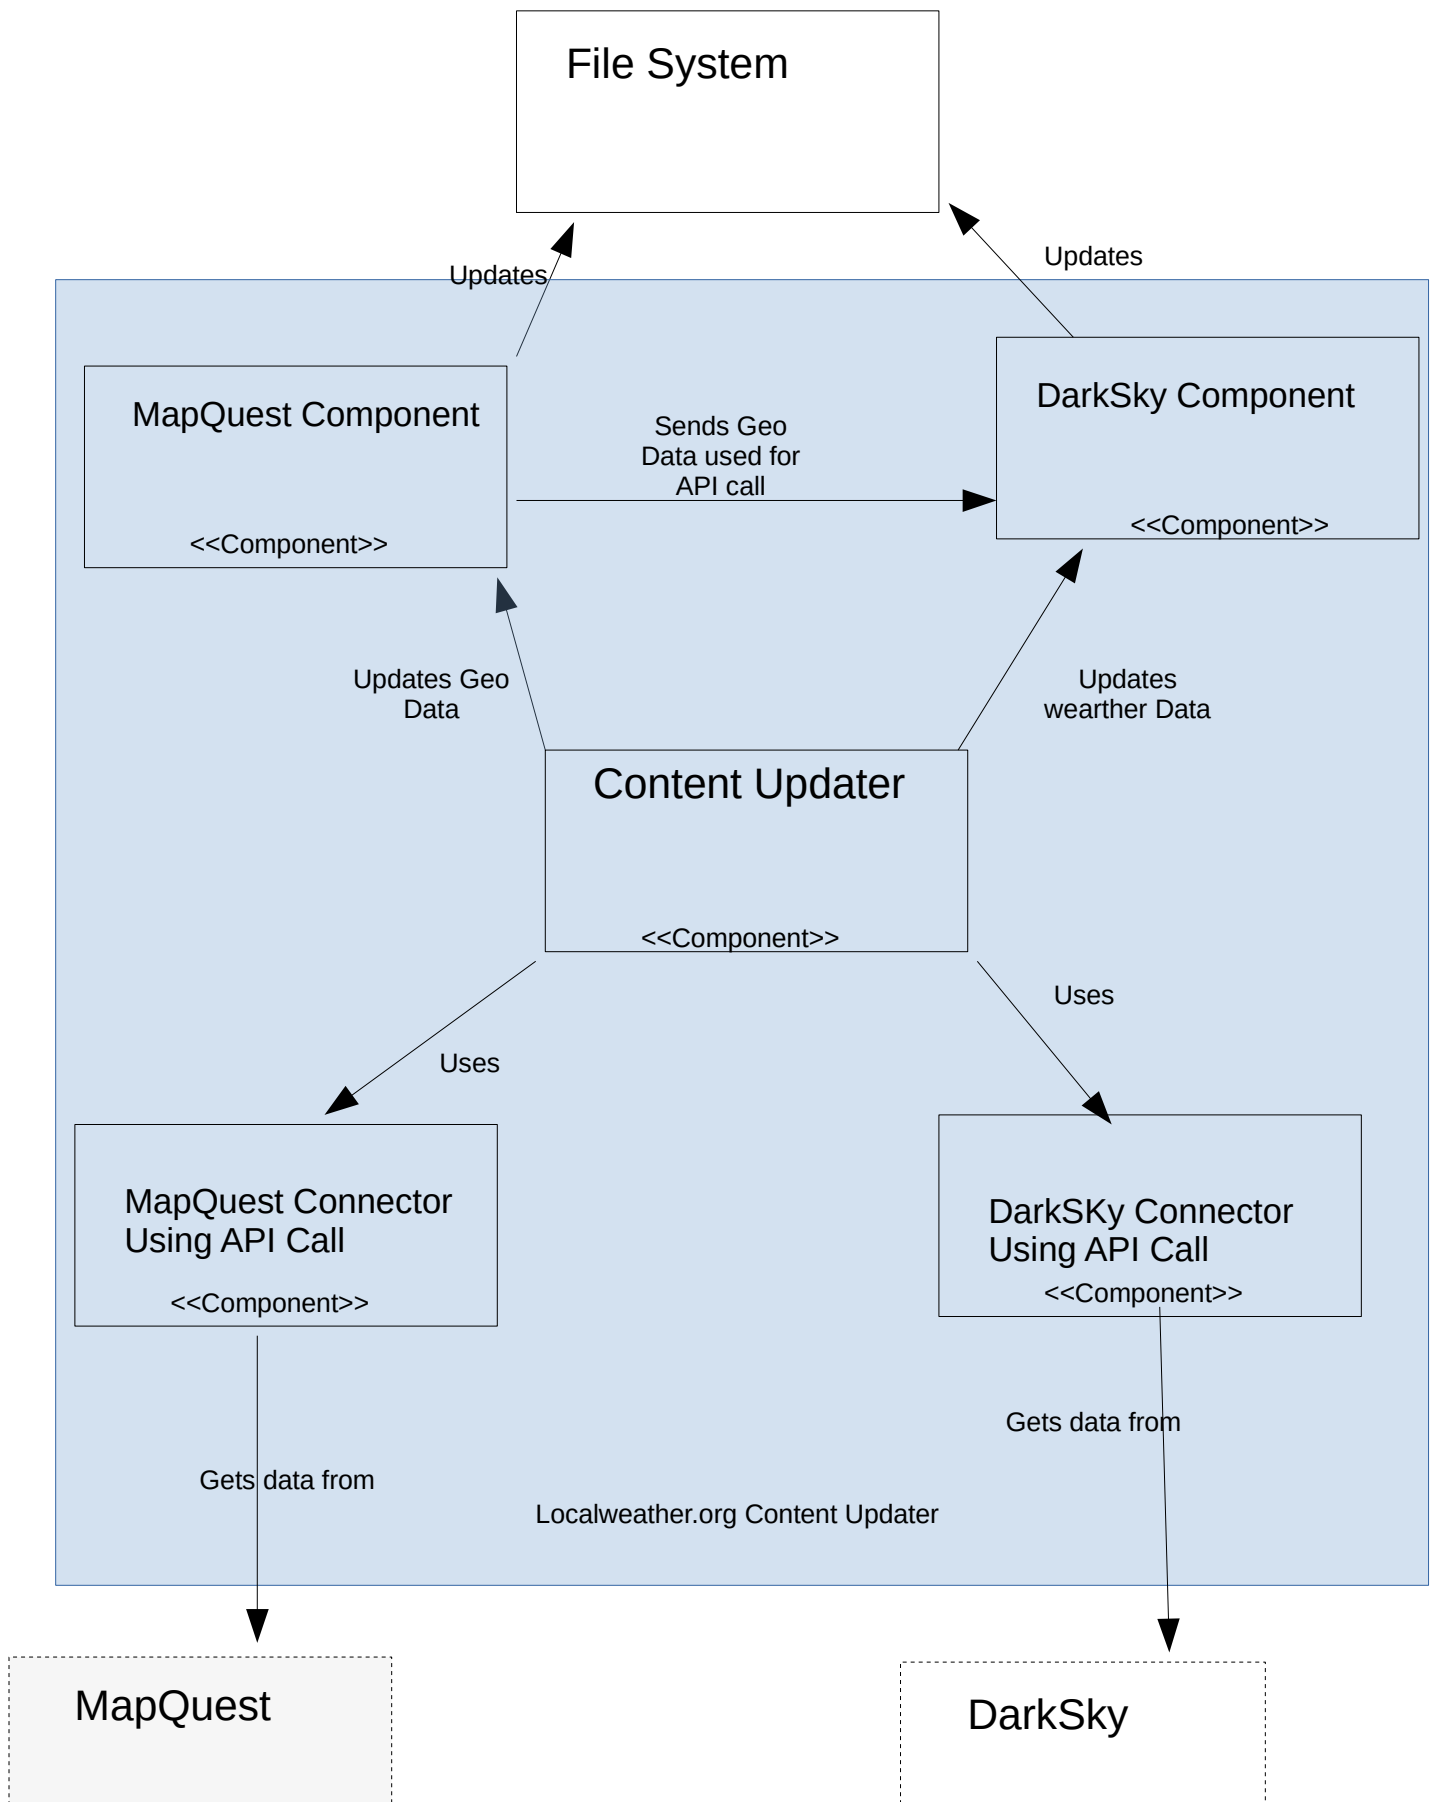 File System
Updates
Updates
MapQuest Component
<<Component>>
Sends Geo
Data used for
API call
DarkSky Component
<<Component>>
Updates Geo
Data
Updates
wearther Data
Content Updater
<<Component>>
Uses
Uses
MapQuest Connector
Using API Call
<<Component>>
DarkSKy Connector
Using API Call
<<Component>>
Gets data from
Gets data from
Localweather.org Content Updater
MapQuest
DarkSky